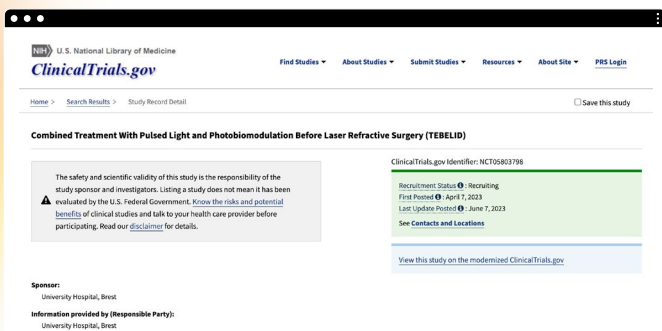 NIH U.S. National Library of Medicine
ClinicalTrials.gov
Find Studies About Studies Submit Studies Resources About Site PRS Login
Home > Search Results > Study Record Detail
Save this study
Combined Treatment With Pulsed Light and Photobiomodulation Before Laser Refractive Surgery (TEBELID)
The safety and scientific validity of this study is the responsibility of the
study sponsor and investigators. Listing a study does not mean it has been
evaluated by the U.S. Federal Government. Know the risks and potential
benefits of clinical studies and talk to your health care provider before
participating. Read our disclaimer for details.
ClinicalTrials.gov Identifier: NCT05803798
Recruitment Status : Recruiting
First Posted : April 7, 2023
Last Update Posted : June 7, 2023
See Contacts and Locations
View this study on the modernized ClinicalTrials.gov
Sponsor:
University Hospital, Brest
Information provided by (Responsible Party):
University Hospital, Brest